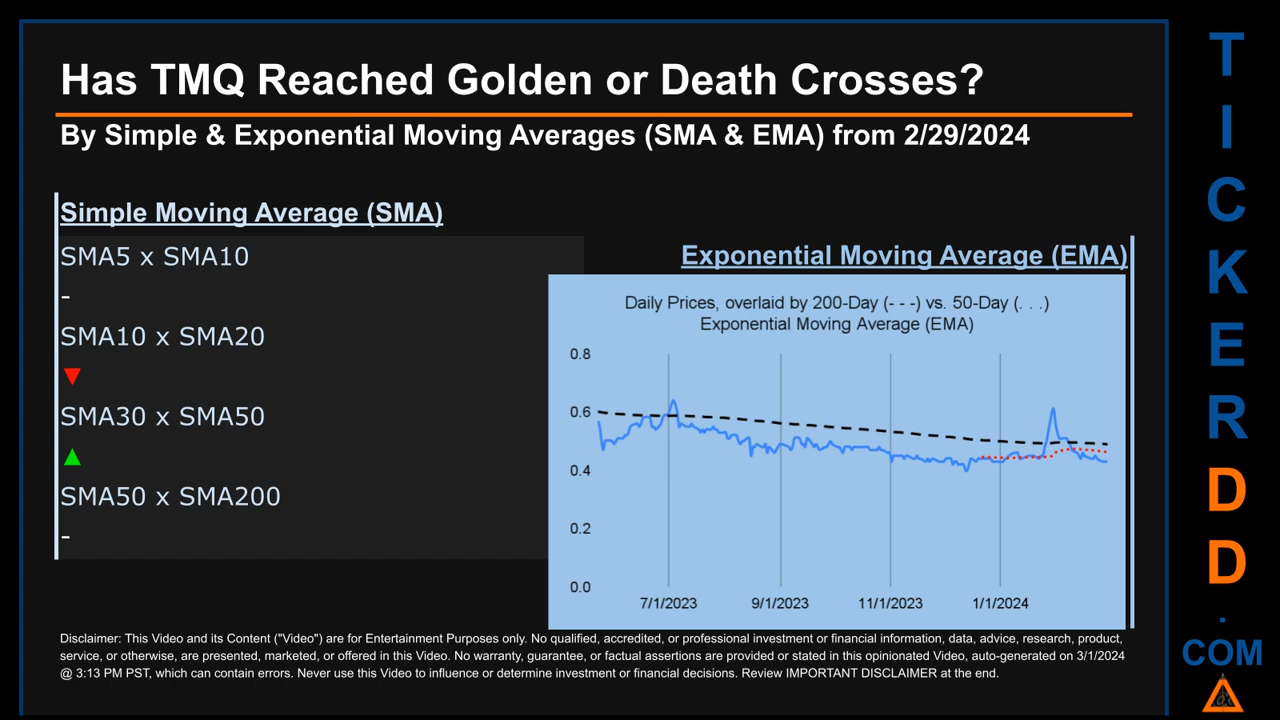 Has TMQ Reached Golden or Death Crosses?
By Simple & Exponential Moving Averages (SMA & EMA) from 2/29/2024
Simple Moving Average (SMA)
SMA5 x SMA10
-
SMA10 x SMA20
▼
SMA30 x SMA50
▲
SMA50 x SMA200
-
Exponential Moving Average (EMA)
Daily Prices, overlaid by 200-Day (- - -) vs. 50-Day (. . .)
Exponential Moving Average (EMA)
0.8
0.6
0.4
0.2
0.0
7/1/2023 9/1/2023 11/1/2023 1/1/2024
Disclaimer: This Video and its Content ("Video") are for Entertainment Purposes only. No qualified, accredited, or professional investment or financial information, data, advice, research, product,
service, or otherwise, are presented, marketed, or offered in this Video. No warranty, guarantee, or factual assertions are provided or stated in this opinionated Video, auto-generated on 3/1/2024
@ 3:13 PM PST, which can contain errors. Never use this Video to influence or determine investment or financial decisions. Review IMPORTANT DISCLAIMER at the end.
T
I
C
K
E
R
D
D
.
COM